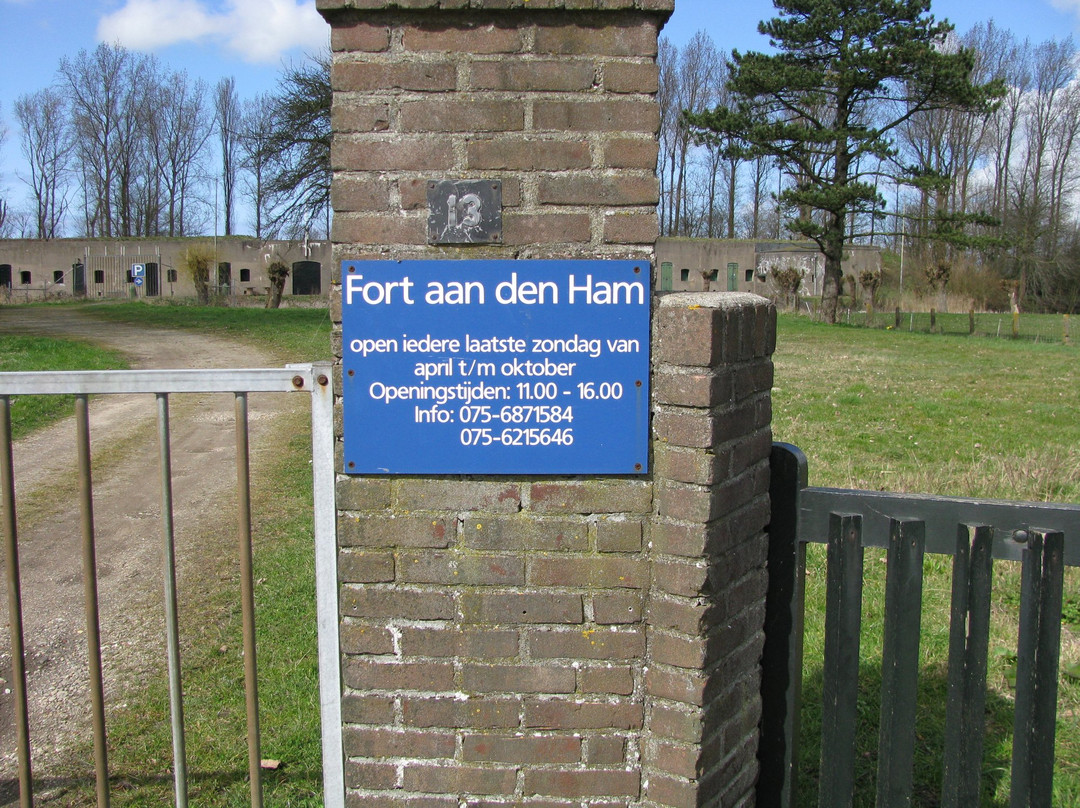 13
Fort aan den Ham
open iedere laatste zondag van
april t/m oktober
Openingstijden: 11.00 - 16.00
Info: 075-6871584
075-6215646
P